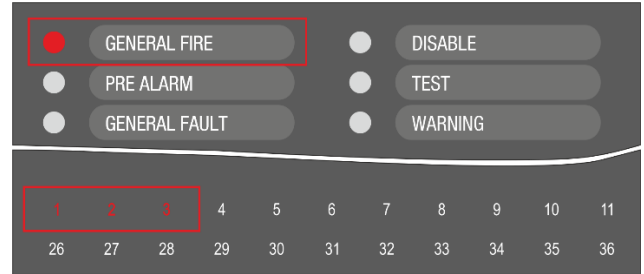 GENERAL FIRE DISABLE
PRE ALARM TEST
GENERAL FAULT WARNING
1 2 3 4 5 6 7 8 9 10 11
26 27 28 29 30 31 32 33 34 35 36